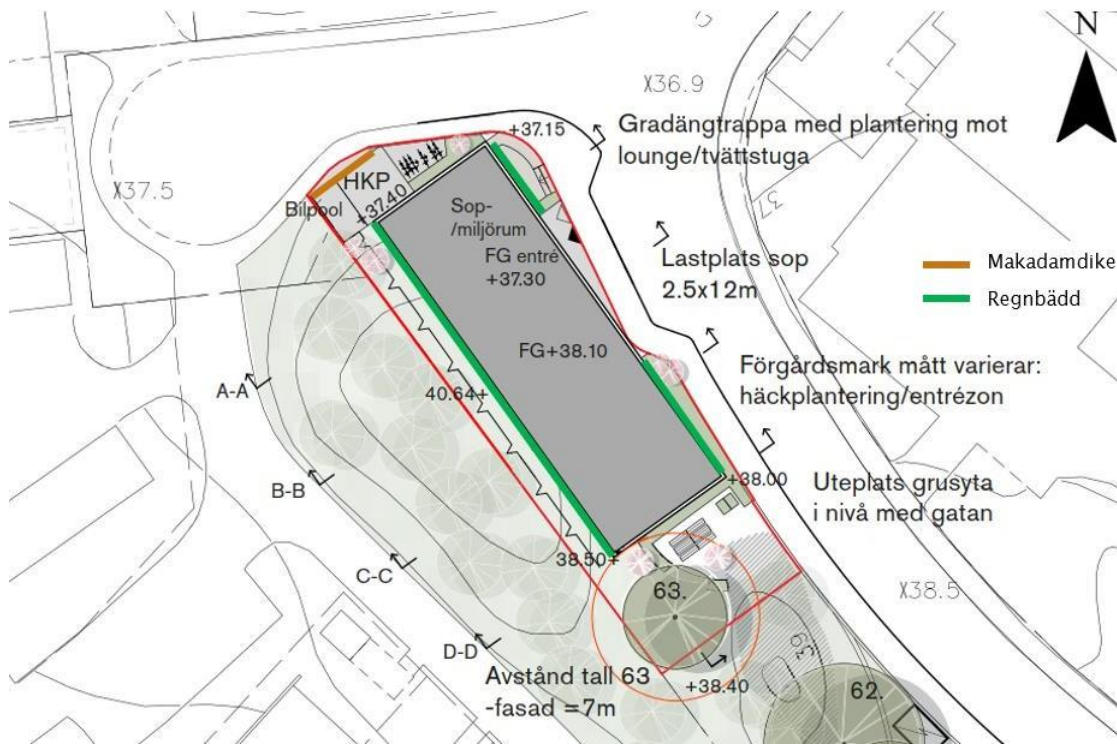 N
X36.9
+37.15
Gradängtrappa med plantering mot
lounge/tvättstuga
X37.5
HKP
+37.40
Bilpool
Sop-
/miljörum
FG entré
+37.30
37
Lastplats sop
2.5x12m
Makadamdike
Regnbädd
FG+38.10
Förgårdsmark mått varierar:
häckplantering/entrézon
A-A
40.64+
B-B
+38.00
Uteplats grusyta
i nivå med gatan
38.50+
C-C
63.
X38.5
39
D-D
Avstånd tall 63
-fasad =7m
+38.40
62.